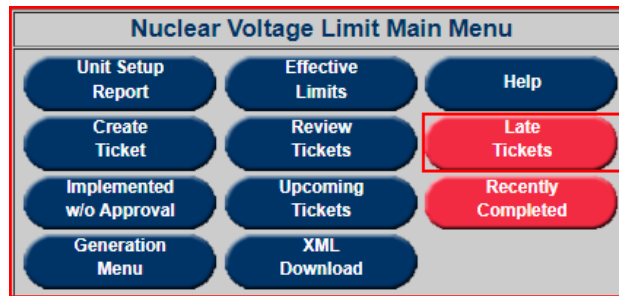 Nuclear Voltage Limit Main Menu
Unit Setup
Report
Effective
Limits
Help
Create
Ticket
Review
Tickets
Late
Tickets
Implemented
w/o Approval
Upcoming
Tickets
Recently
Completed
Generation
Menu
XML
Download